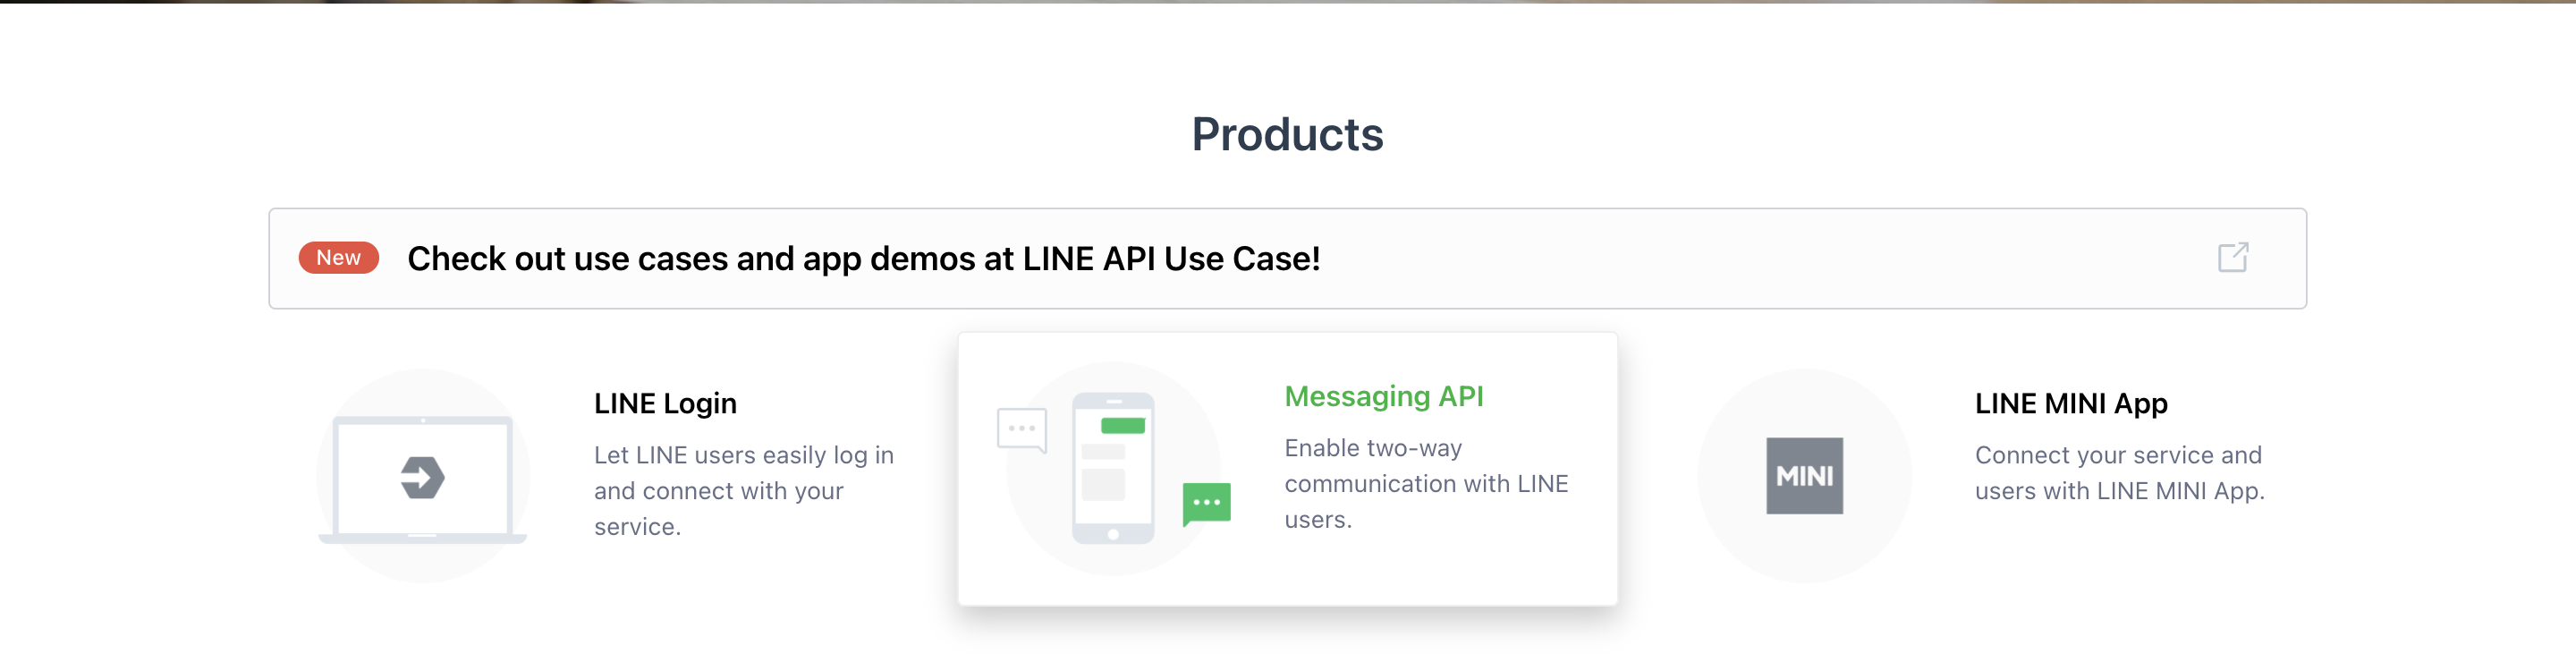 Products
New Check out use cases and app demos at LINE API Use Case!
LINE Login
Let LINE users easily log in
and connect with your
service.
Messaging API
Enable two-way
communication with LINE
users.
MINI
LINE MINI App
Connect your service and
users with LINE MINI App.